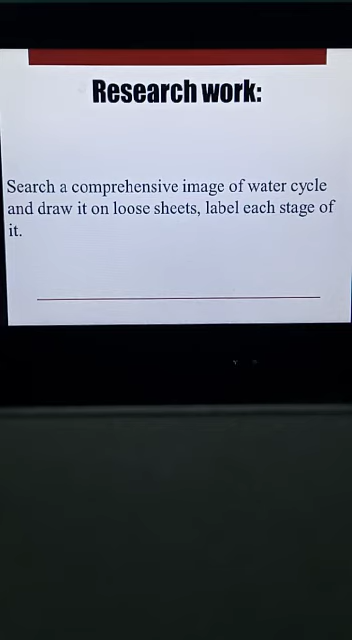 Research work:
Search a comprehensive image of water cycle
and draw it on loose sheets, label each stage of
it.